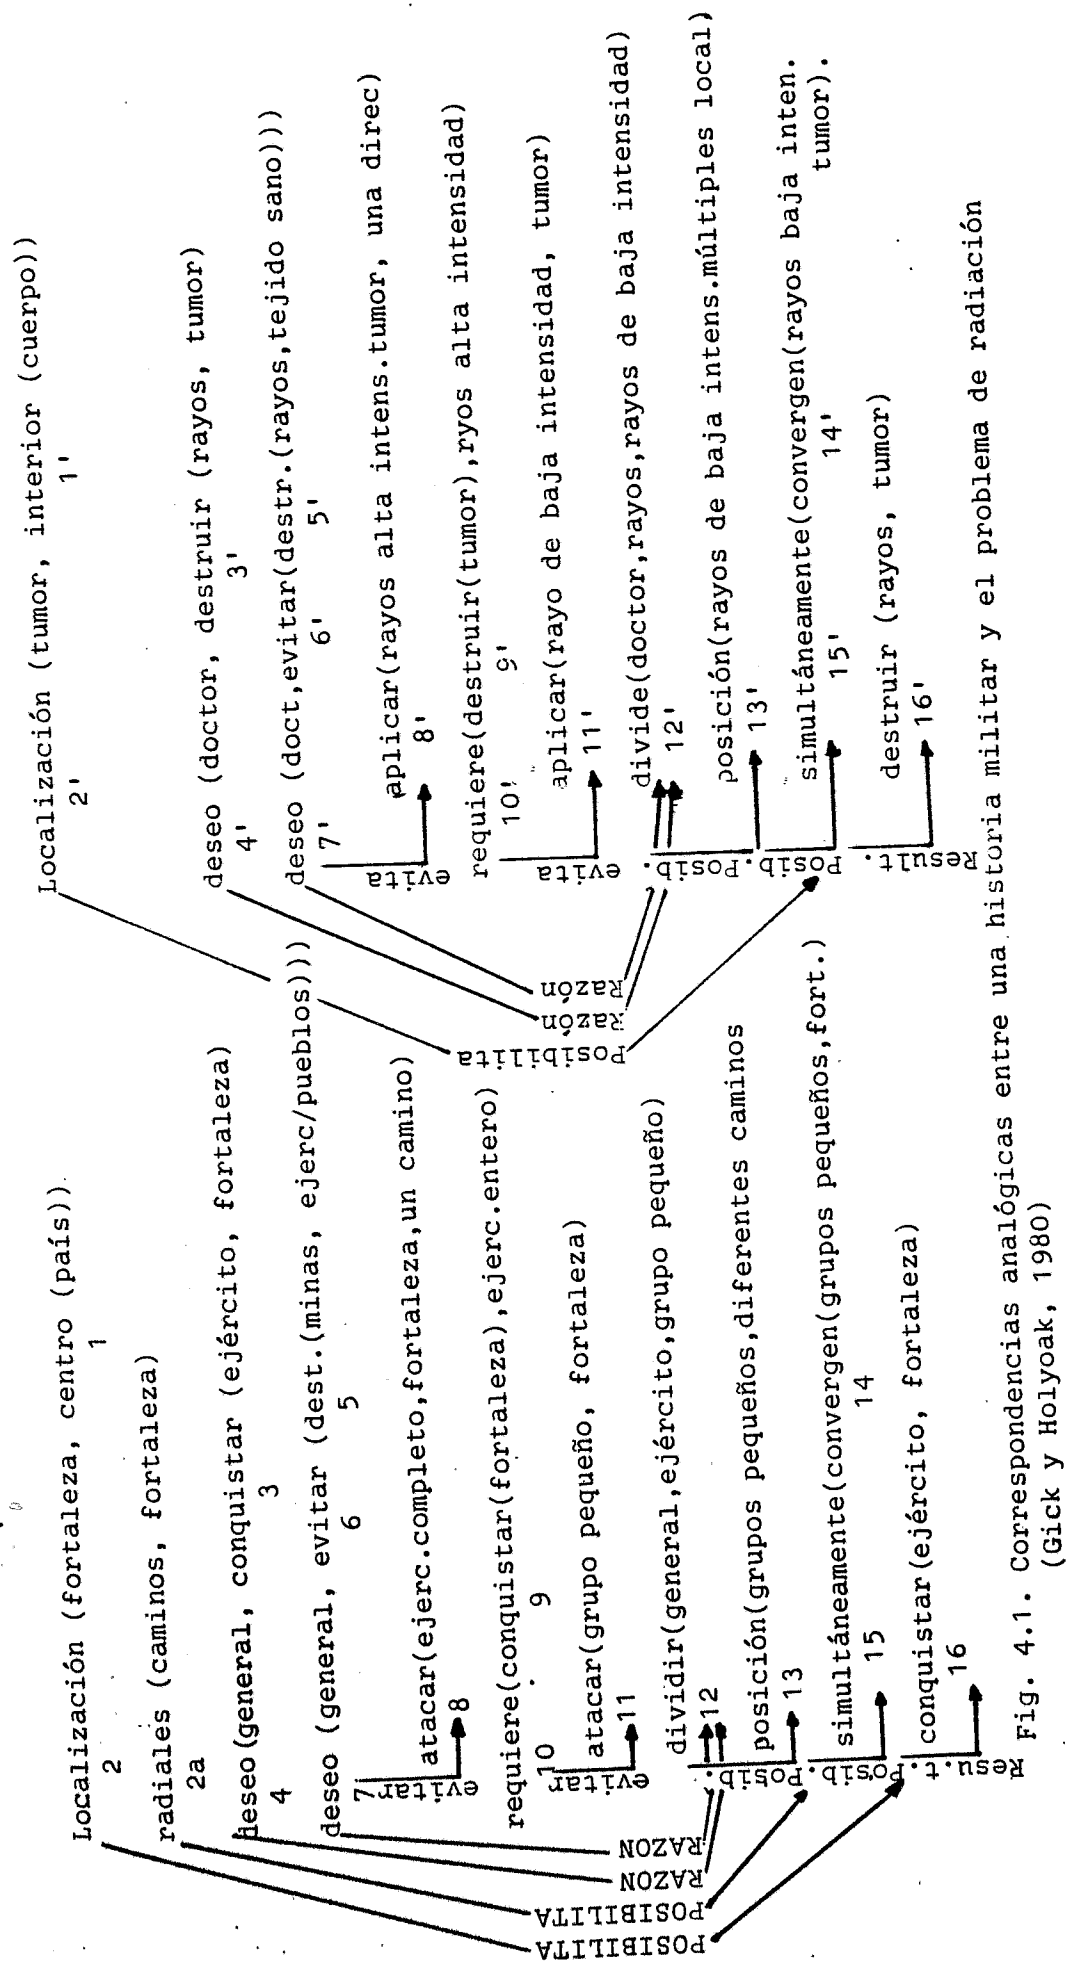 Localización (fortaleza, centro (país)).
2 1
radiales (caminos, fortaleza)
2a
deseo(general, conquistar (ejército, fortaleza)
4 3
deseo (general, evitar (dest.(minas, ejerc/pueblos)))
7 6 5
evitar
atacar(ejerc.completo,fortaleza,un camino)
8
requiere(conquistar(fortaleza),ejerc.entero)
10 9
evitar
atacar(grupo pequeño, fortaleza)
11
dividir(general,ejército,grupo pequeño)
12
Posib.
posición(grupos pequeños,diferentes caminos
13
Posib.
simultáneamente(convergen(grupos pequeños,fort.)
15 14
Resu.t.
conquistar(ejército, fortaleza)
16
RAZON
RAZON
POSIBILITA
POSIBILITA
Localización (tumor, interior (cuerpo))
2' 1'
deseo (doctor, destruir (rayos, tumor)
4' 3'
deseo (doct,evitar(destr.(rayos,tejido sano)))
7' 6' 5'
evita
aplicar(rayos alta intens.tumor, una direc)
8'
requiere(destruir(tumor),ryos alta intensidad)
10' 9'
evita
aplicar(rayo de baja intensidad, tumor)
11'
divide(doctor,rayos,rayos de baja intensidad)
12'
Posib.
posición(rayos de baja intens.múltiples local)
13'
Posib.
simultáneamente(convergen(rayos baja inten.
tumor).
15' 14'
Result.
destruir (rayos, tumor)
16'
Razón
Razón
Posibilita
Fig. 4.1. Correspondencias analógicas entre una historia militar y el problema de radiación
(Gick y Holyoak, 1980)